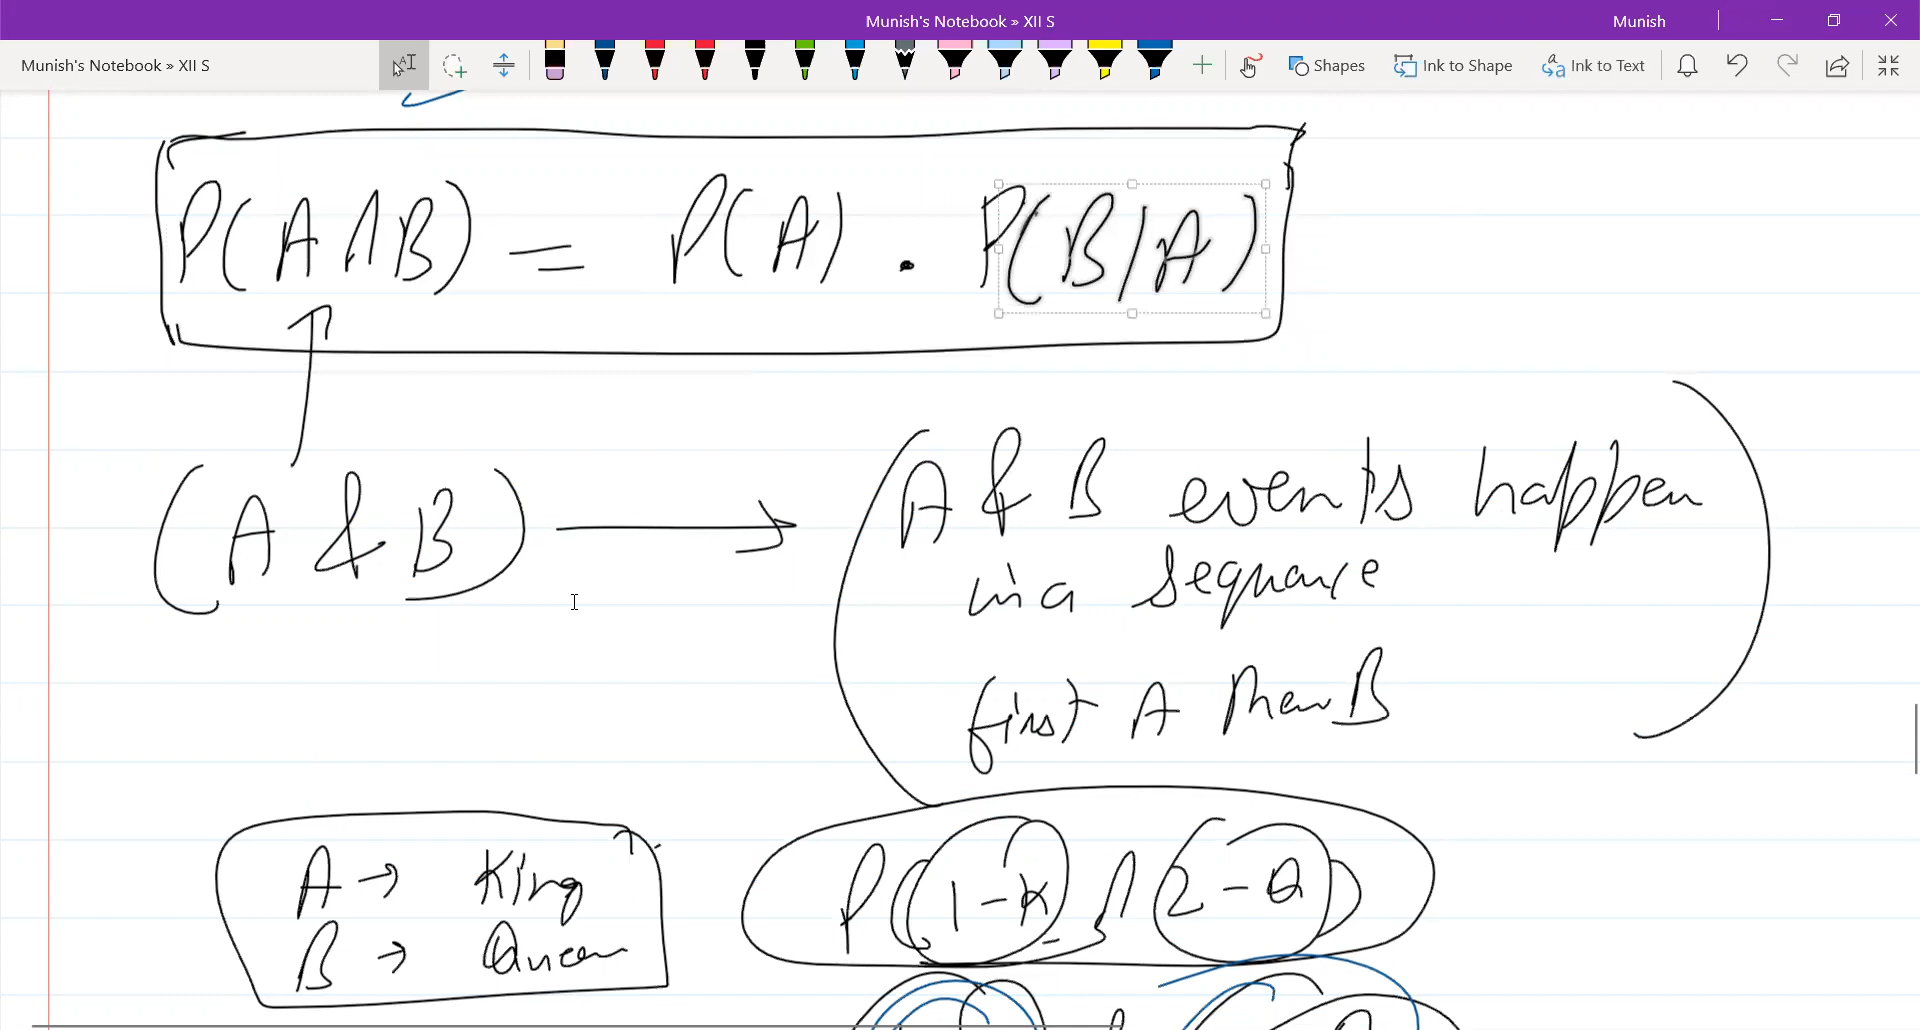 Munish's Notebook » XII S
Munish
Munish's Notebook » XII S
Shapes
Ink to Shape
Ink to Text
P(A ∩ B) = P(A) . P(B/A)
(A & B) → (A & B events happen
in a sequence
first A then B)
A → King
B → Queen
P(1-K ∩ 2-Q)